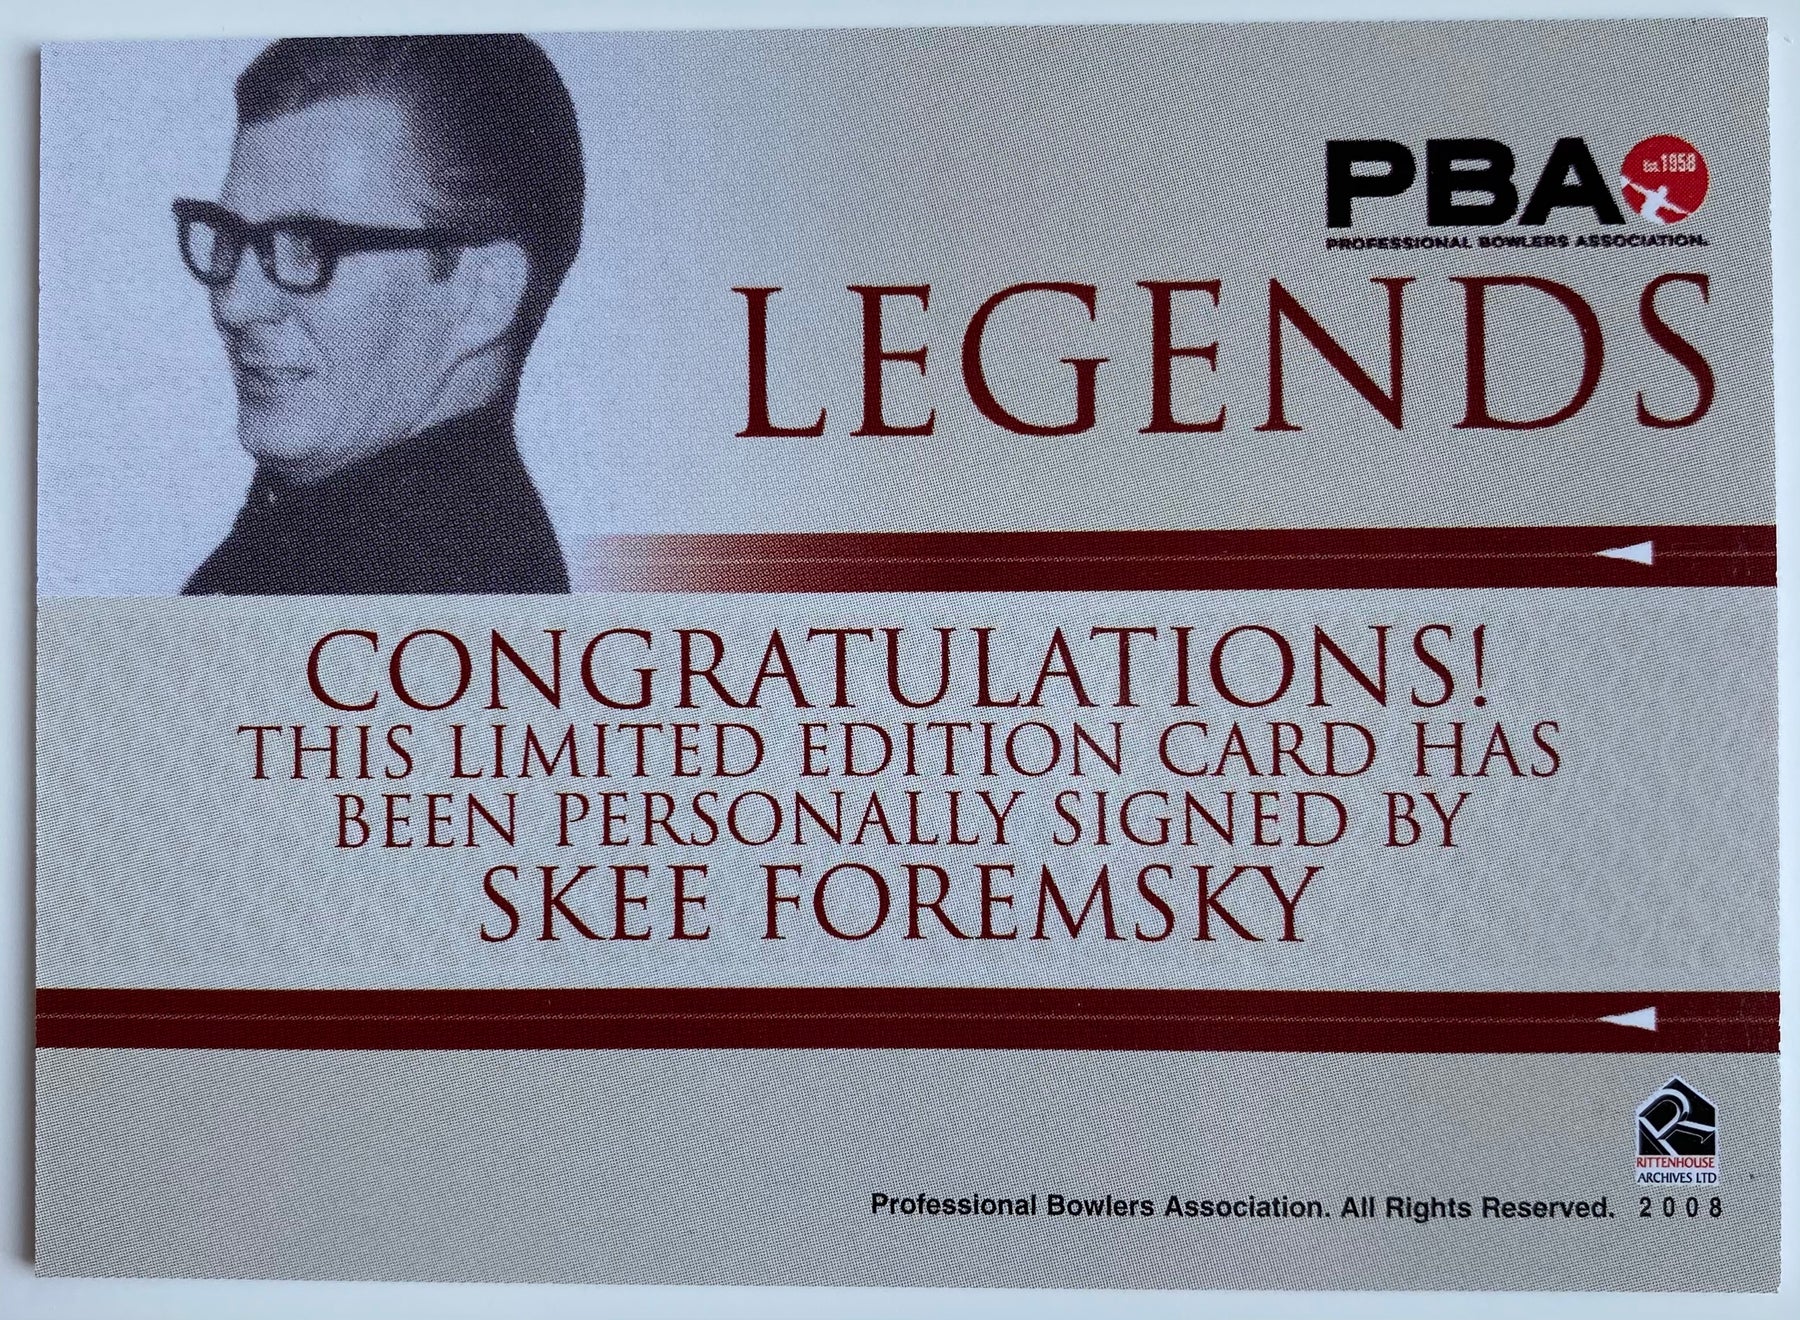 PBA
Est. 1958
PROFESSIONAL BOWLERS ASSOCIATION.
LEGENDS
CONGRATULATIONS!
THIS LIMITED EDITION CARD HAS
BEEN PERSONALLY SIGNED BY
SKEE FOREMSKY
RITTENHOUSE
ARCHIVES LTD
Professional Bowlers Association. All Rights Reserved. 2008